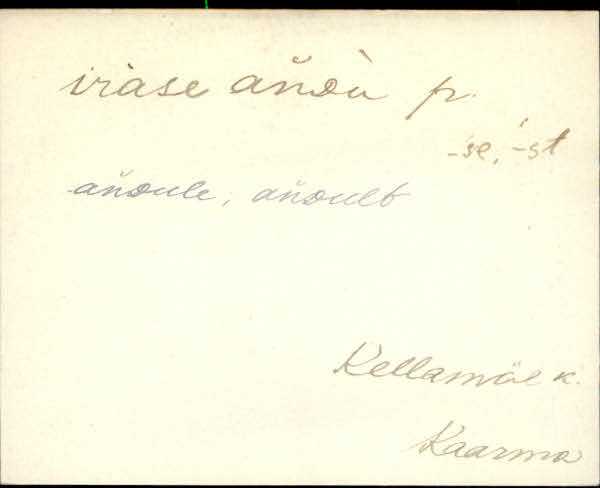 iràse aǹdù p.
-se, -st
aǹdule, aǹdult
Kellamäe k.
Kaarma